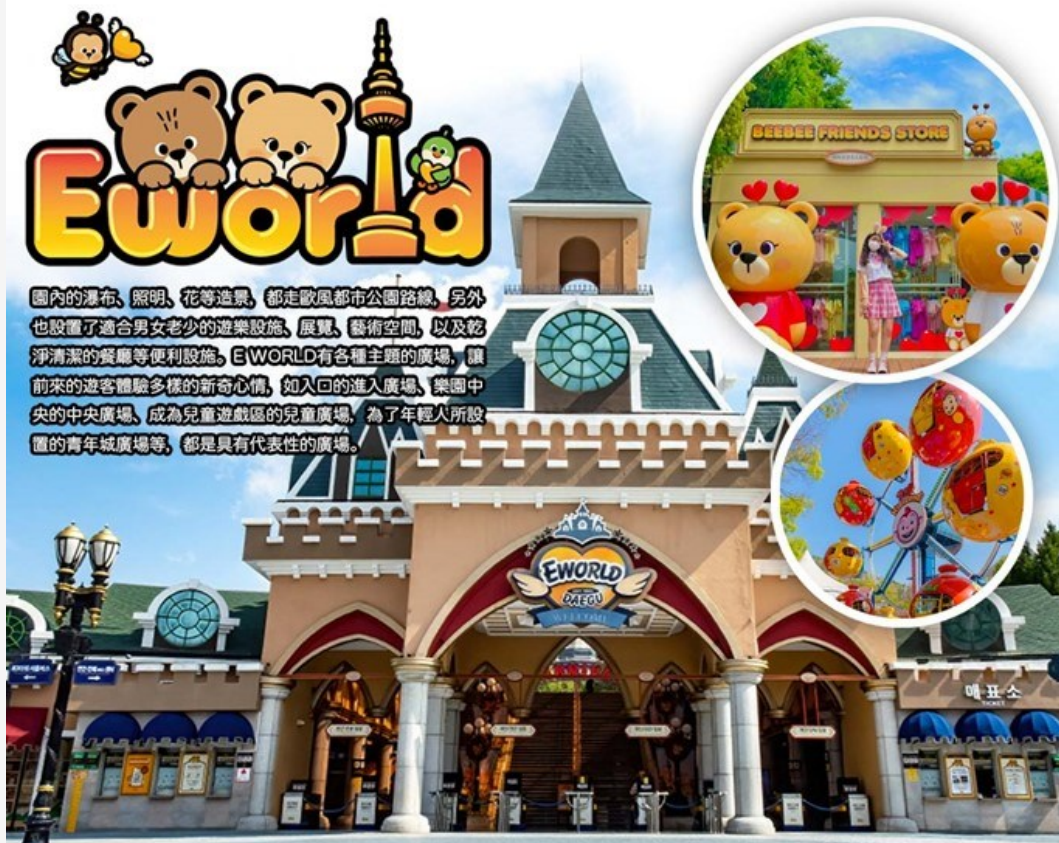 Eworld
園內的瀑布、照明、花等造景，都走歐風都市公園路線，另外
也設置了適合男女老少的遊樂設施、展覽、藝術空間，以及乾
淨清潔的餐廳等便利設施。E WORLD有各種主題的廣場，讓
前來的遊客體驗多樣的新奇心情，如入口的進入廣場、樂園中
央的中央廣場、成為兒童遊戲區的兒童廣場，為了年輕人所設
置的青年城廣場等，都是具有代表性的廣場。
BEEBEE FRIENDS STORE
EWORLD
DAEGU
WELCOME
매표소
TICKET